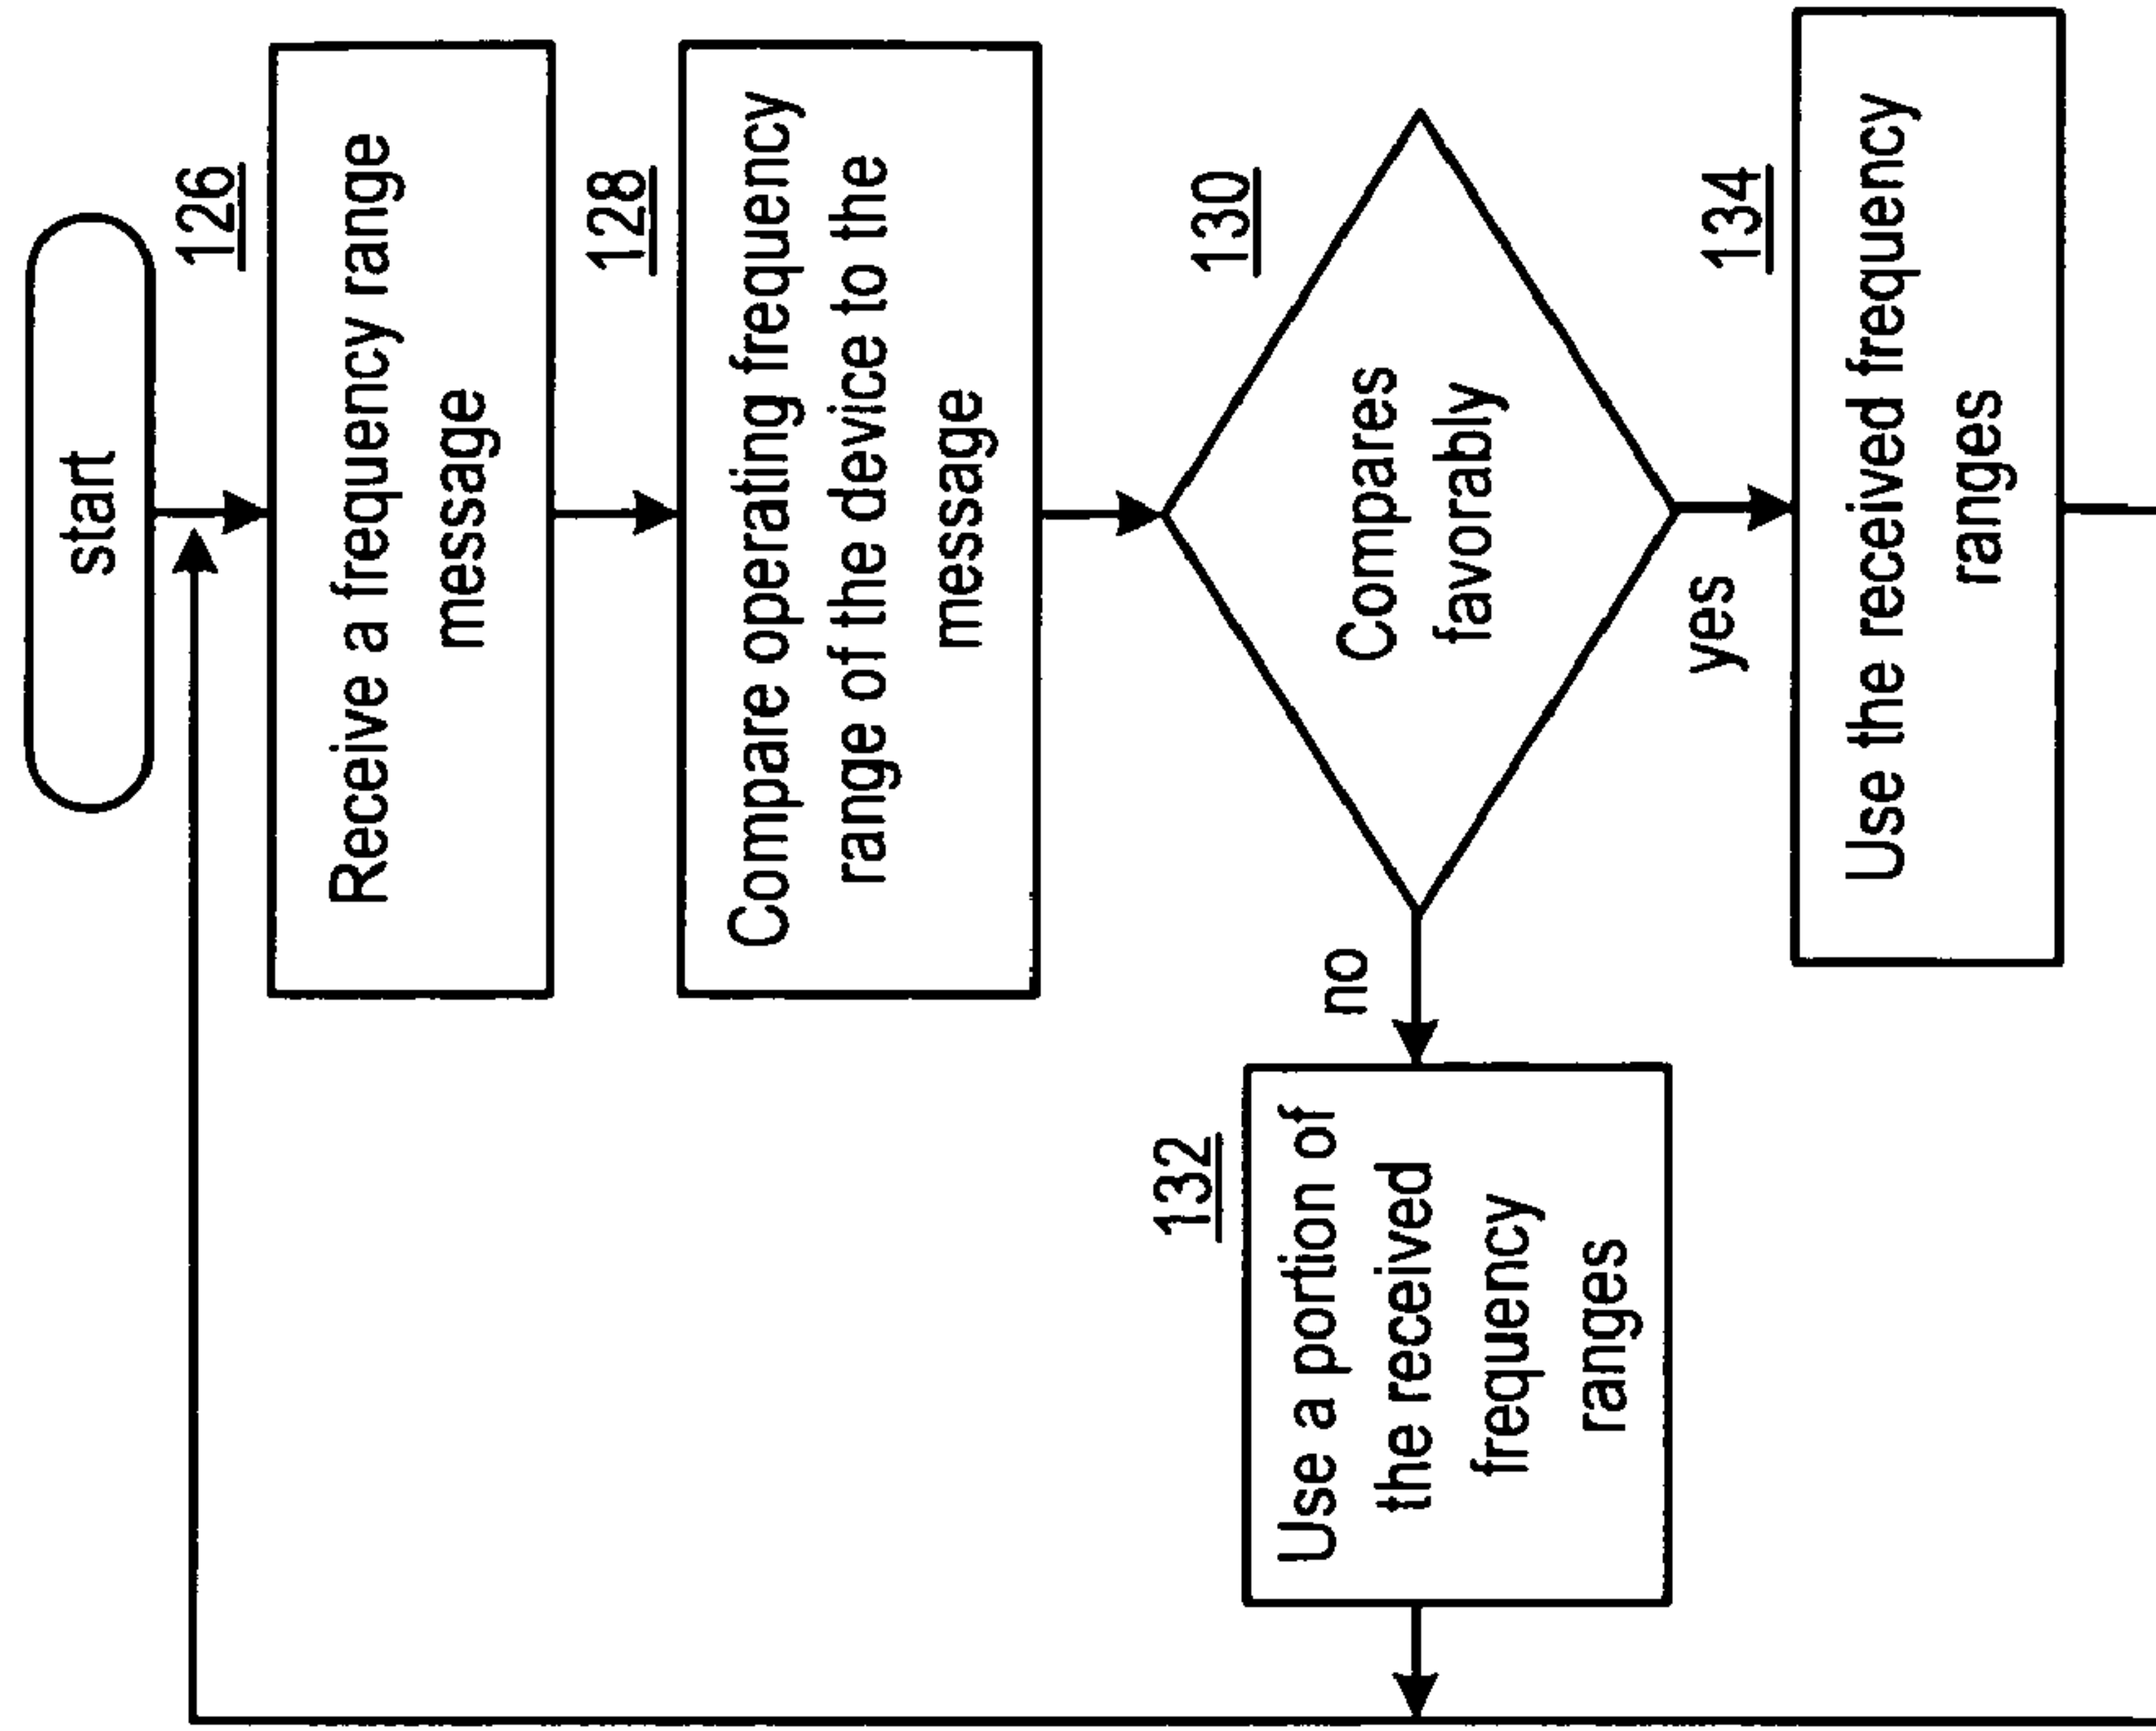 start
126
Receive a frequency range
message
128
Compare operating frequency
range of the device to the
message
130
Compares
favorably
no
132
Use a portion of
the received
frequency
ranges
yes
134
Use the received frequency
ranges